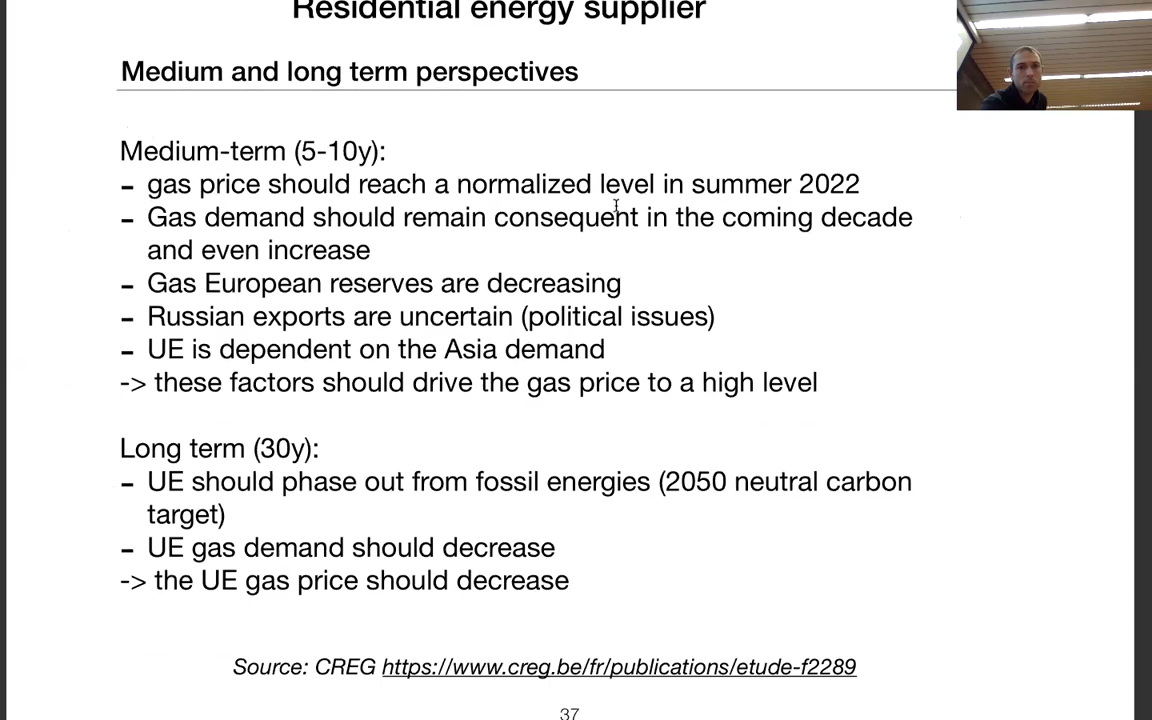 Residential energy supplier
Medium and long term perspectives
Medium-term (5-10y):
- gas price should reach a normalized level in summer 2022
- Gas demand should remain consequent in the coming decade
and even increase
- Gas European reserves are decreasing
- Russian exports are uncertain (political issues)
- UE is dependent on the Asia demand
-> these factors should drive the gas price to a high level
Long term (30y):
- UE should phase out from fossil energies (2050 neutral carbon
target)
- UE gas demand should decrease
-> the UE gas price should decrease
Source: CREG https://www.creg.be/fr/publications/etude-f2289
37